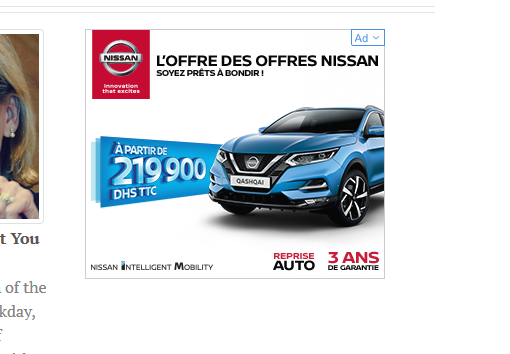 Ad
NISSAN
Innovation
that excites
L'OFFRE DES OFFRES NISSAN
SOYEZ PRÊTS À BONDIR !
À PARTIR DE
219 900
DHS TTC
QASHQAI
NISSAN INTELLIGENT MOBILITY
REPRISE
AUTO
3 ANS
DE GARANTIE
t You
of the
kday,